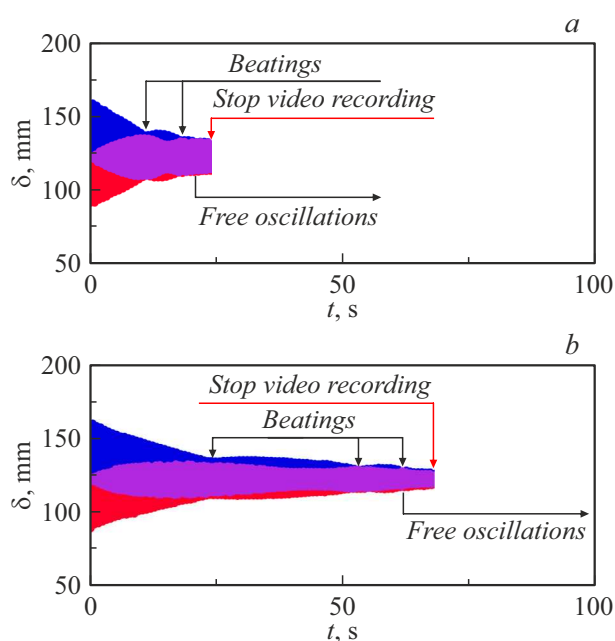 a
200
Beatings
Stop video recording
150
δ, mm
100
Free oscillations
50
0 50 100
t, s
b
200
Stop video recording
Beatings
150
δ, mm
100
Free oscillations
50
0 50 100
t, s